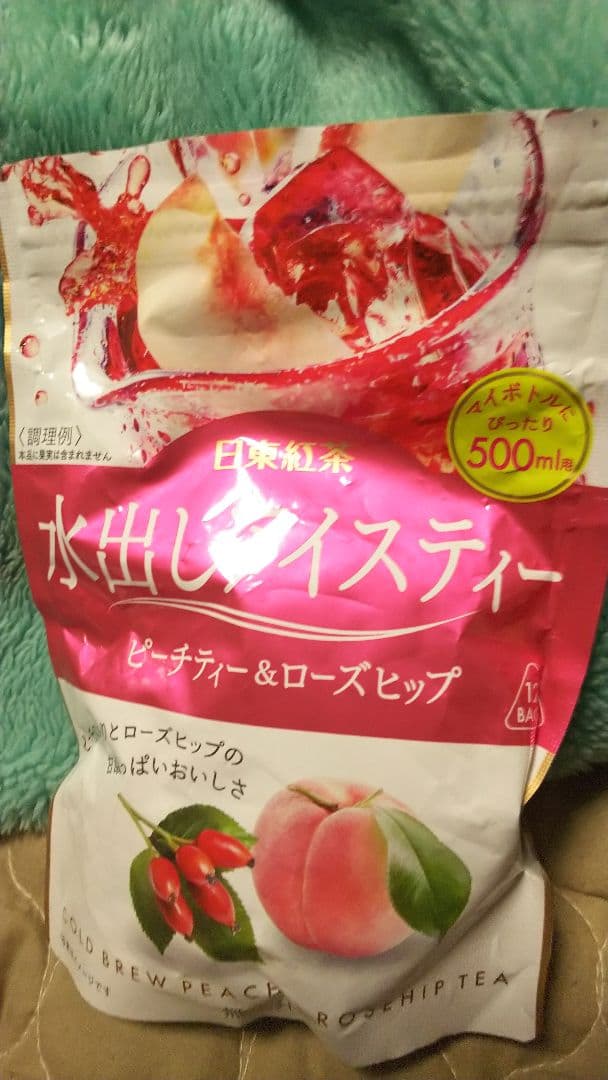 〈調理例〉
本品に果実は含まれません
マイボトルに
ぴったり
500ml用
日東紅茶
水出しアイスティー
ピーチティー&ローズヒップ
12
BAG
とローズヒップの
ぱいおいしさ
COLD BREW PEACH
ROSEHIP TEA